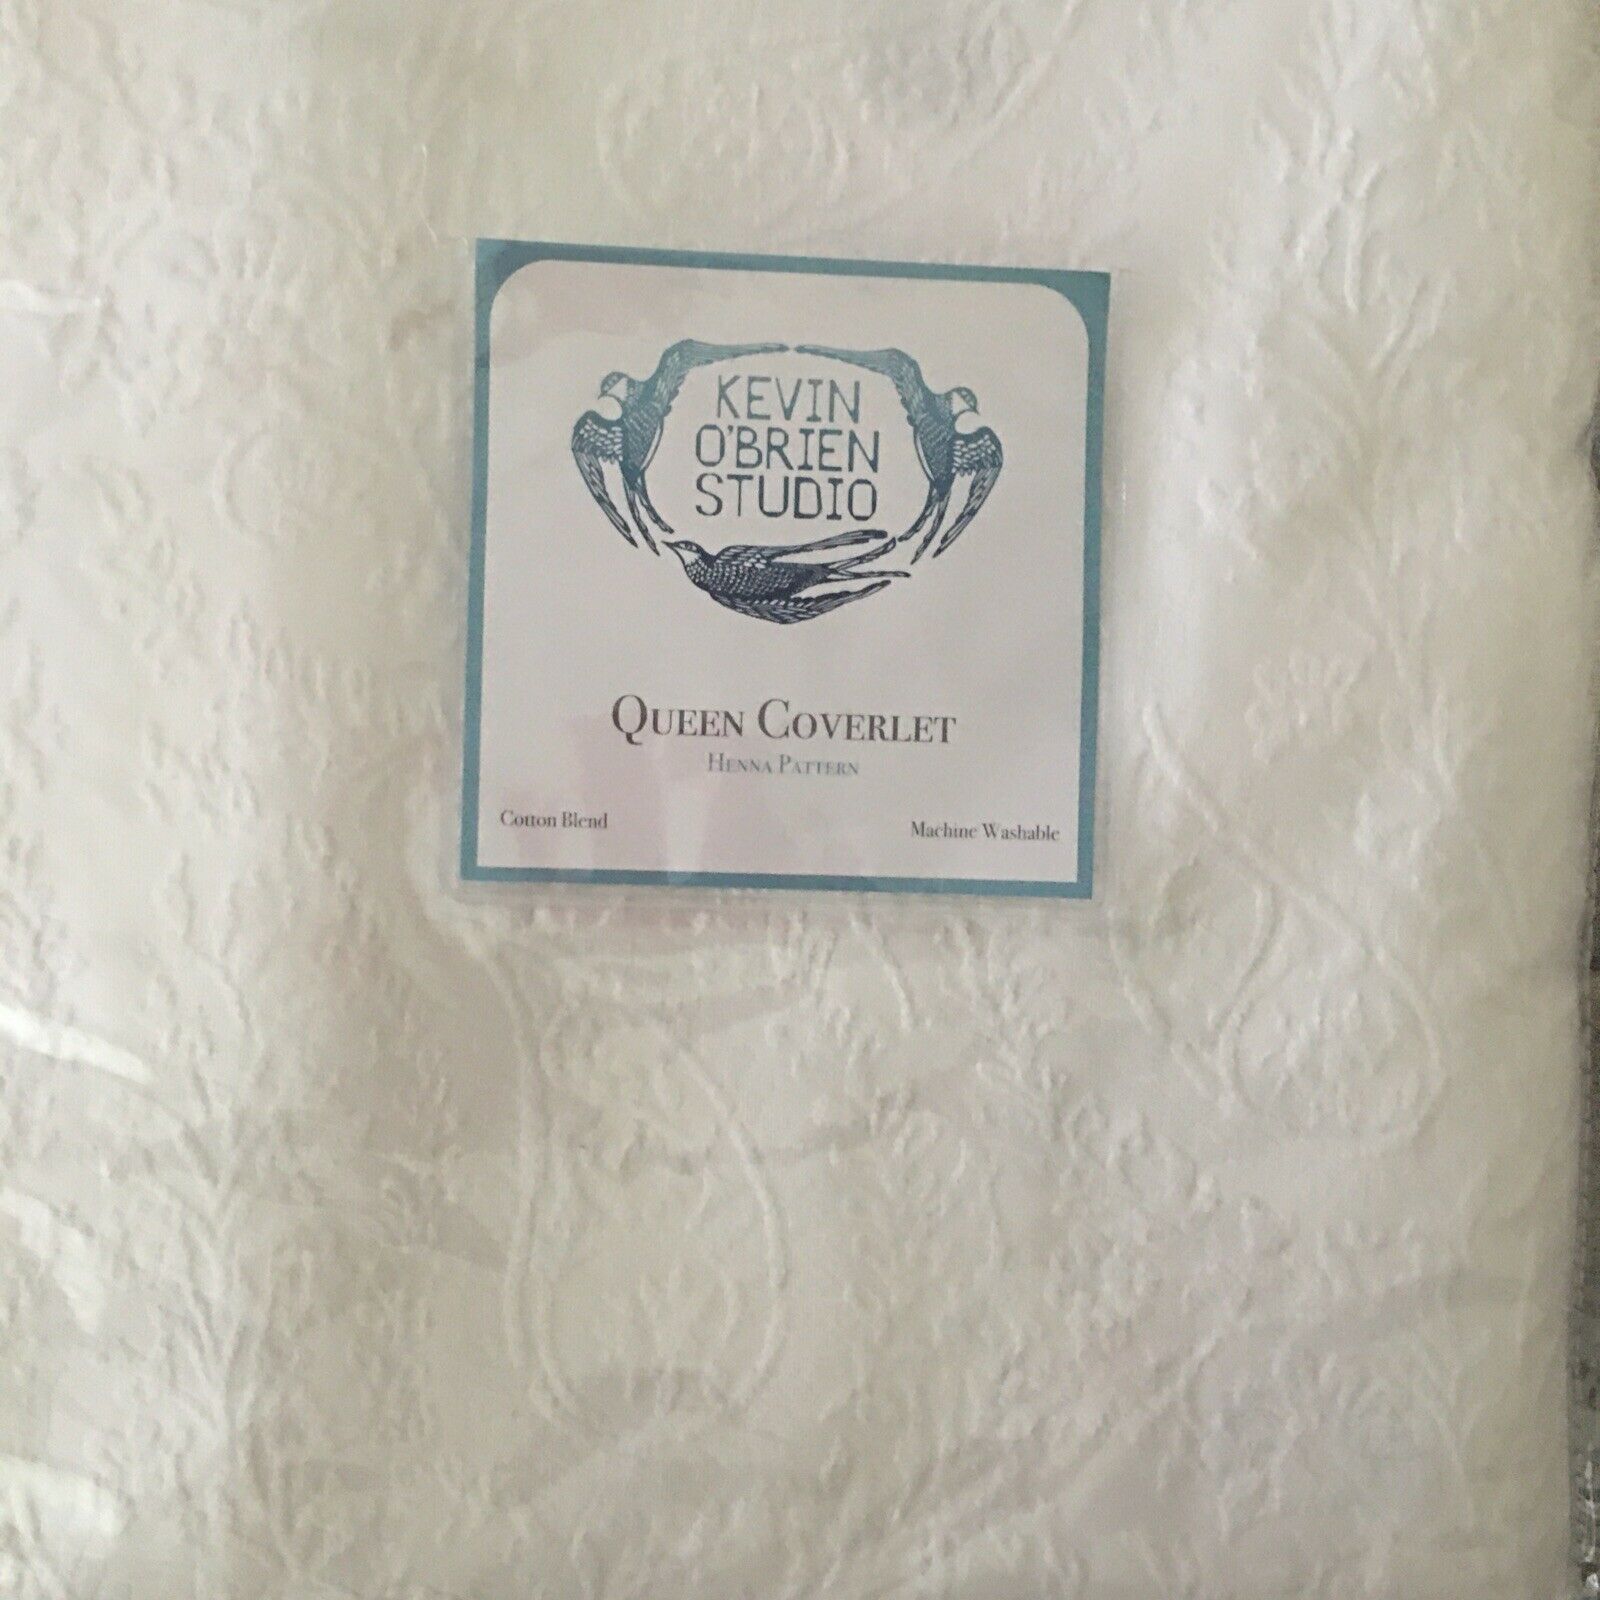 KEVIN
O'BRIEN
STUDIO
QUEEN COVERLET
HENNA PATTERN
Cotton Blend
Machine Washable